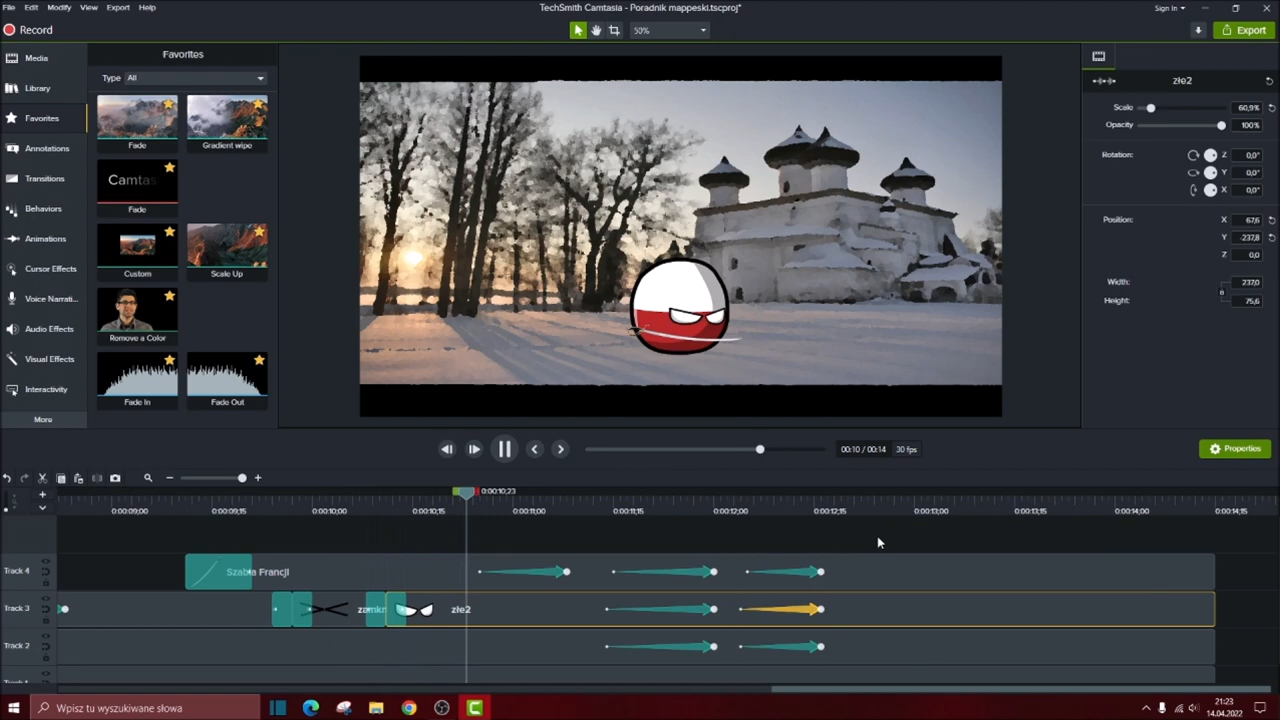 File Edit Modify View Export Help
TechSmith Camtasia - Poradnik mappeski.tscproj*
Sign In
Record
50%
Export
Media
Library
Favorites
Annotations
Transitions
Behaviors
Animations
Cursor Effects
Voice Narrati...
Audio Effects
Visual Effects
Interactivity
More
Favorites
Type All
Fade
Gradient wipe
Camtas
Fade
Custom
Scale Up
Remove a Color
Fade In
Fade Out
złe2
Scale 60,9%
Opacity 100%
Rotation: Z 0,0°
Y 0,0°
X 0,0°
Position: X 67,6
Y -237,8
Z 0,0
Width: 237,0
Height: 75,6
00:10 / 00:14 30 fps
Properties
0:00:10;23
0:00:09;00 0:00:09;15 0:00:10;00 0:00:10;15 0:00:11;00 0:00:11;15 0:00:12;00 0:00:12;15 0:00:13;00 0:00:13;15 0:00:14;00 0:00:14;15
Track 4 Szabla Francji
Track 3 zamkn złe2
Track 2
Track 1
Wpisz tu wyszukiwane słowa
21:23
14.04.2022